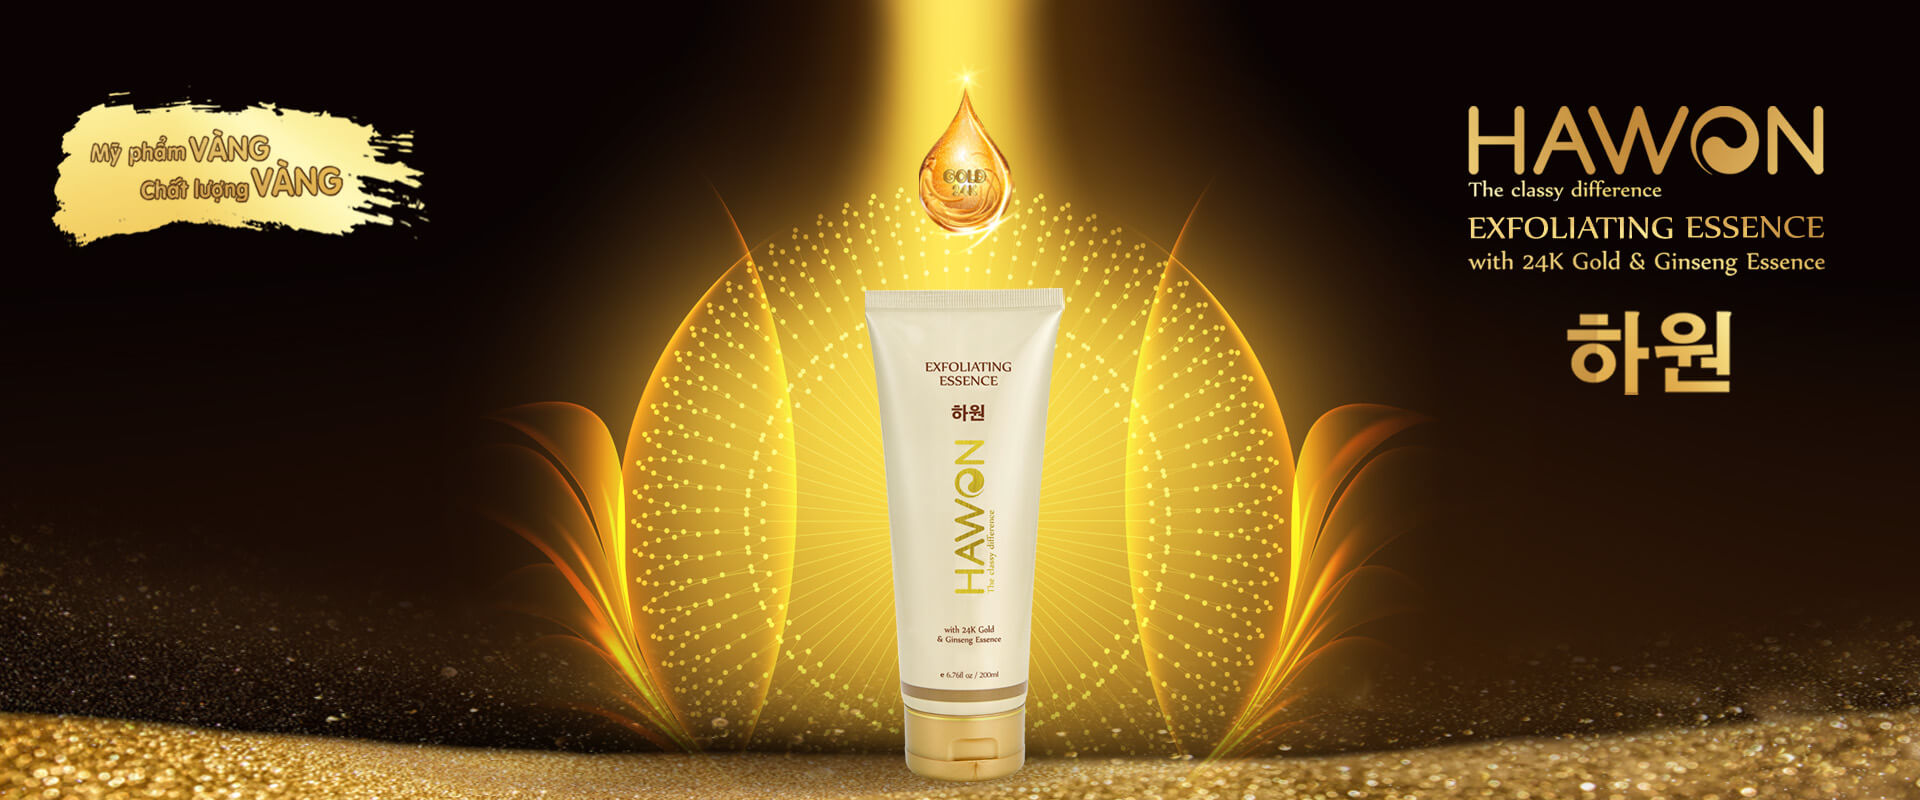 Mỹ phẩm VÀNG
Chất lượng VÀNG
GOLD
24K
HAWON
The classy difference
EXFOLIATING ESSENCE
with 24K Gold & Ginseng Essence
하원
EXFOLIATING
ESSENCE
하원
HAWON
The classy difference
with 24K Gold
& Ginseng Essence
e 6.76fl oz / 200ml